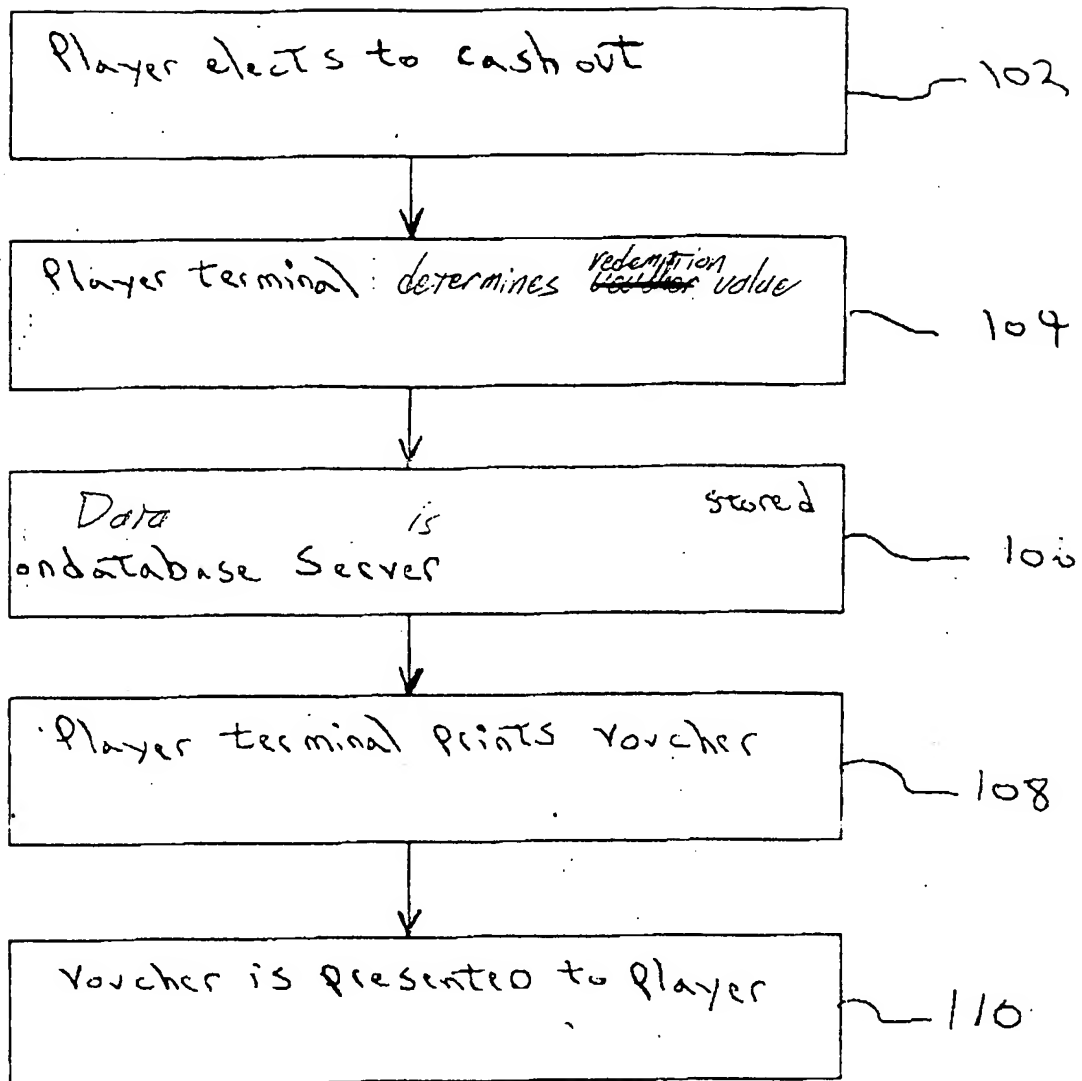 Player elects to cash out
102
Player terminal: determines redemption value
104
Data is stored
on database Server
Player terminal prints voucher
108
voucher is presented to Player
110